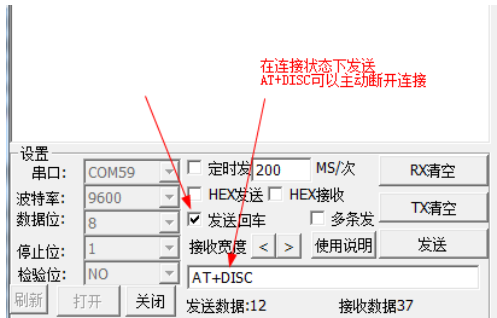 在连接状态下发送
AT+DISC可以主动断开连接
设置
串口: COM59 定时发 200 MS/次 RX清空
波特率: 9600 HEX发送 HEX接收 TX清空
数据位: 8 发送回车 多条发
停止位: 1 接收宽度 < > 使用说明 发送
检验位: NO AT+DISC
刷新 打开 关闭 发送数据:12 接收数据37